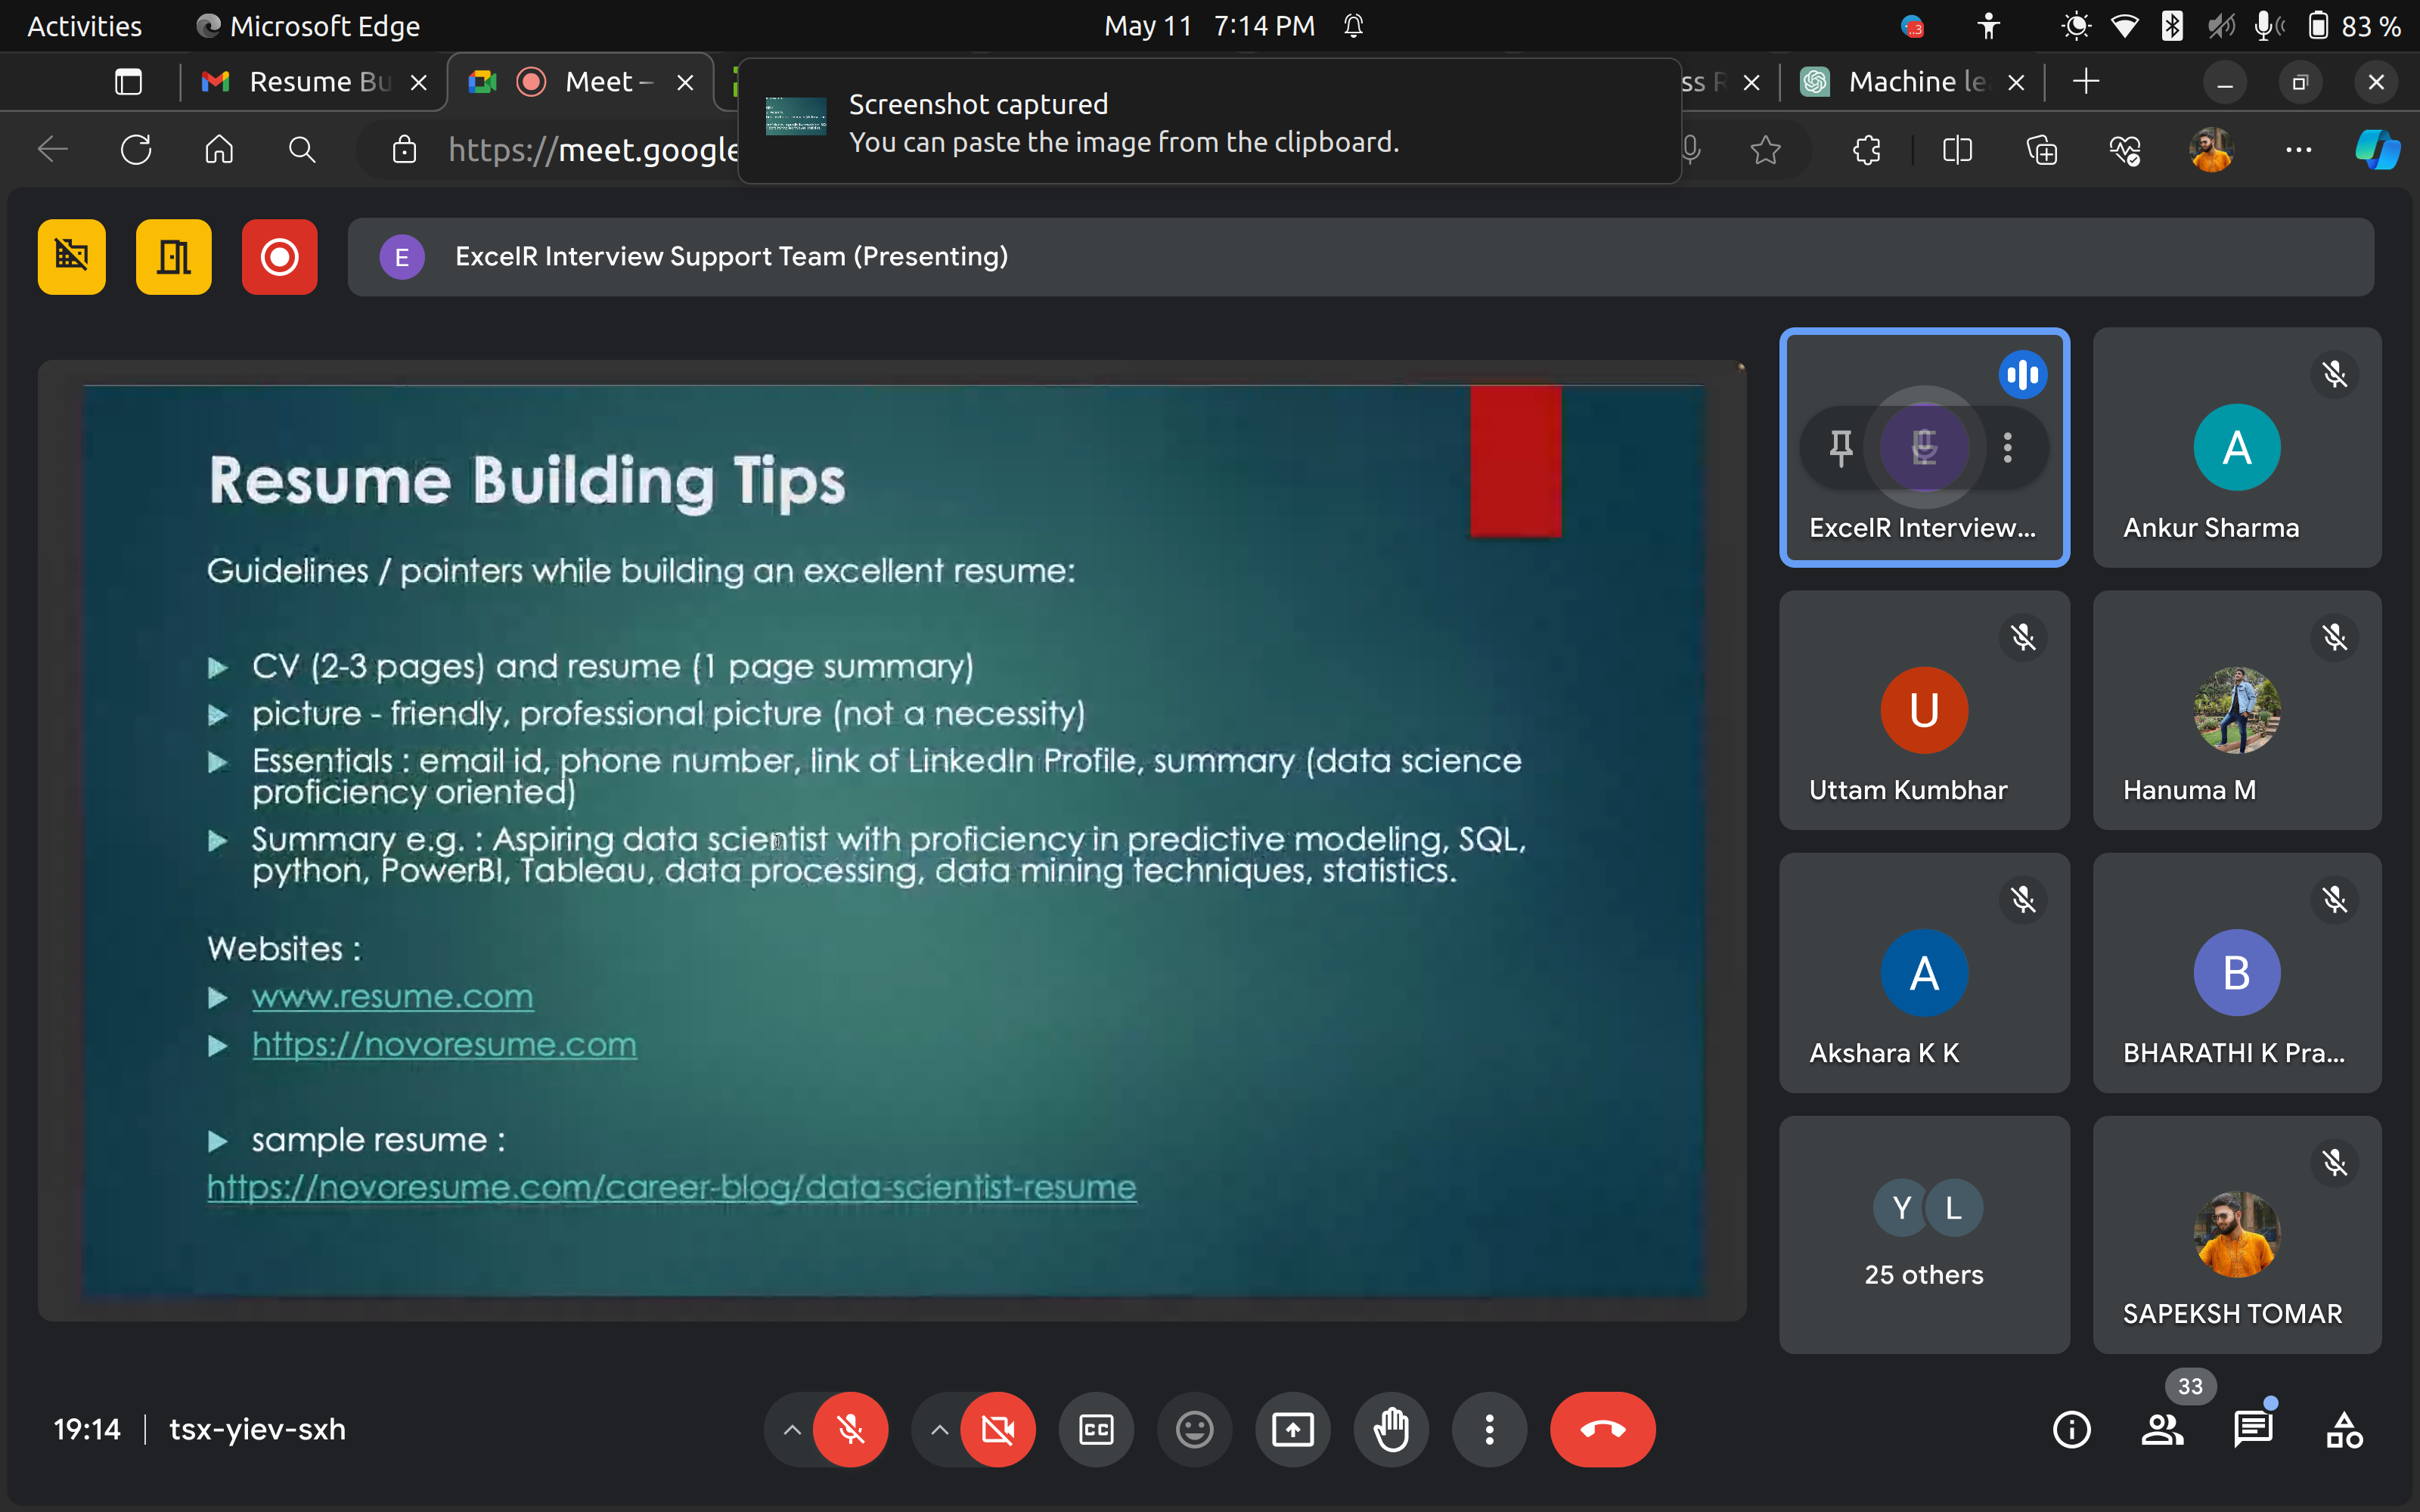 Activities Microsoft Edge May 11 7:14 PM 83 %
Resume Bu Meet – ss R Machine le
https://meet.google
Screenshot captured
You can paste the image from the clipboard.
E ExcelR Interview Support Team (Presenting)
Resume Building Tips
Guidelines / pointers while building an excellent resume:
CV (2-3 pages) and resume (1 page summary)
picture - friendly, professional picture (not a necessity)
Essentials : email id, phone number, link of LinkedIn Profile, summary (data science
proficiency oriented)
Summary e.g. : Aspiring data scientist with proficiency in predictive modeling, SQL,
python, PowerBI, Tableau, data processing, data mining techniques, statistics.
Websites :
www.resume.com
https://novoresume.com
sample resume :
https://novoresume.com/career-blog/data-scientist-resume
E
ExcelR Interview...
A
Ankur Sharma
U
Uttam Kumbhar
Hanuma M
A
Akshara K K
B
BHARATHI K Pra...
Y L
25 others
SAPEKSH TOMAR
19:14 tsx-yiev-sxh
CC
33